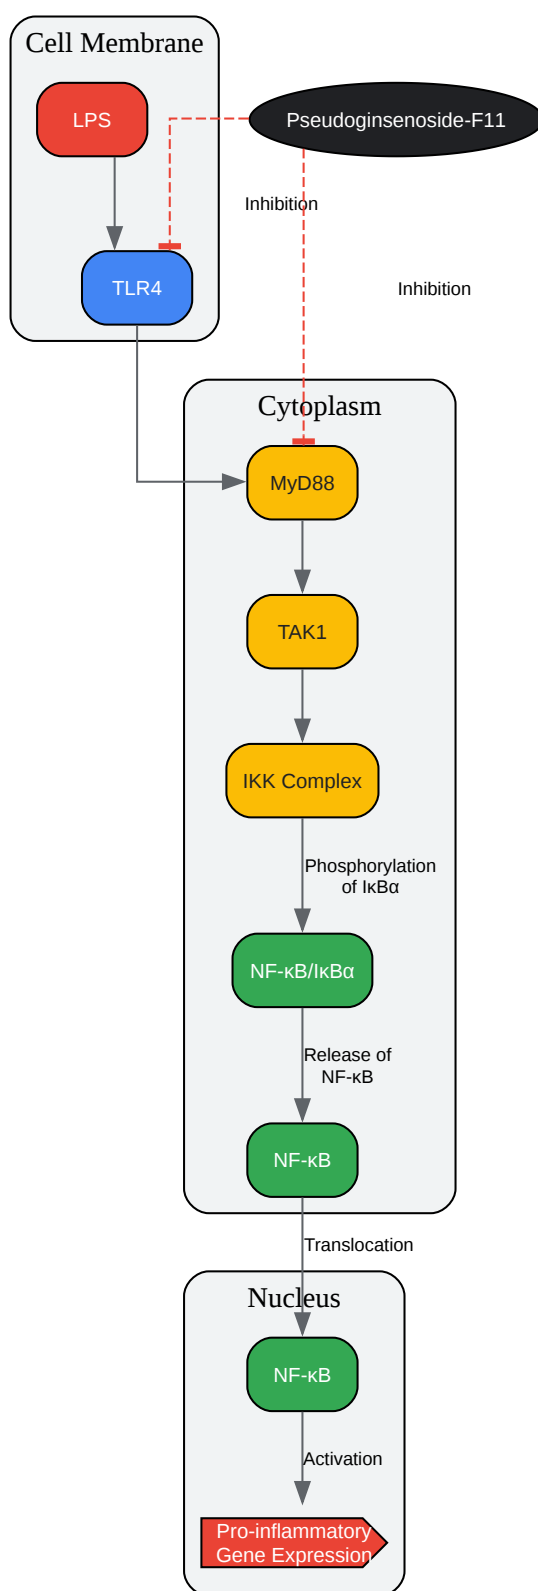 Cell Membrane
LPS
Pseudoginsenoside-F11
Inhibition
TLR4
Inhibition
Cytoplasm
MyD88
TAK1
IKK Complex
Phosphorylation
of IκBα
NF-κB/IκBα
Release of
NF-κB
NF-κB
Translocation
Nucleus
NF-κB
Activation
Pro-inflammatory
Gene Expression